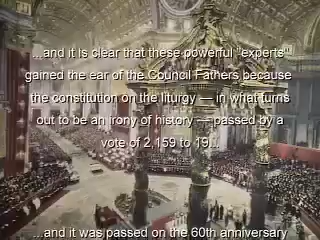 ...and it is clear that these powerful "experts"
gained the ear of the Council Fathers because
the constitution on the liturgy — in what turns
out to be an irony of history — passed by a
vote of 2,159 to 19...
...and it was passed on the 60th anniversary